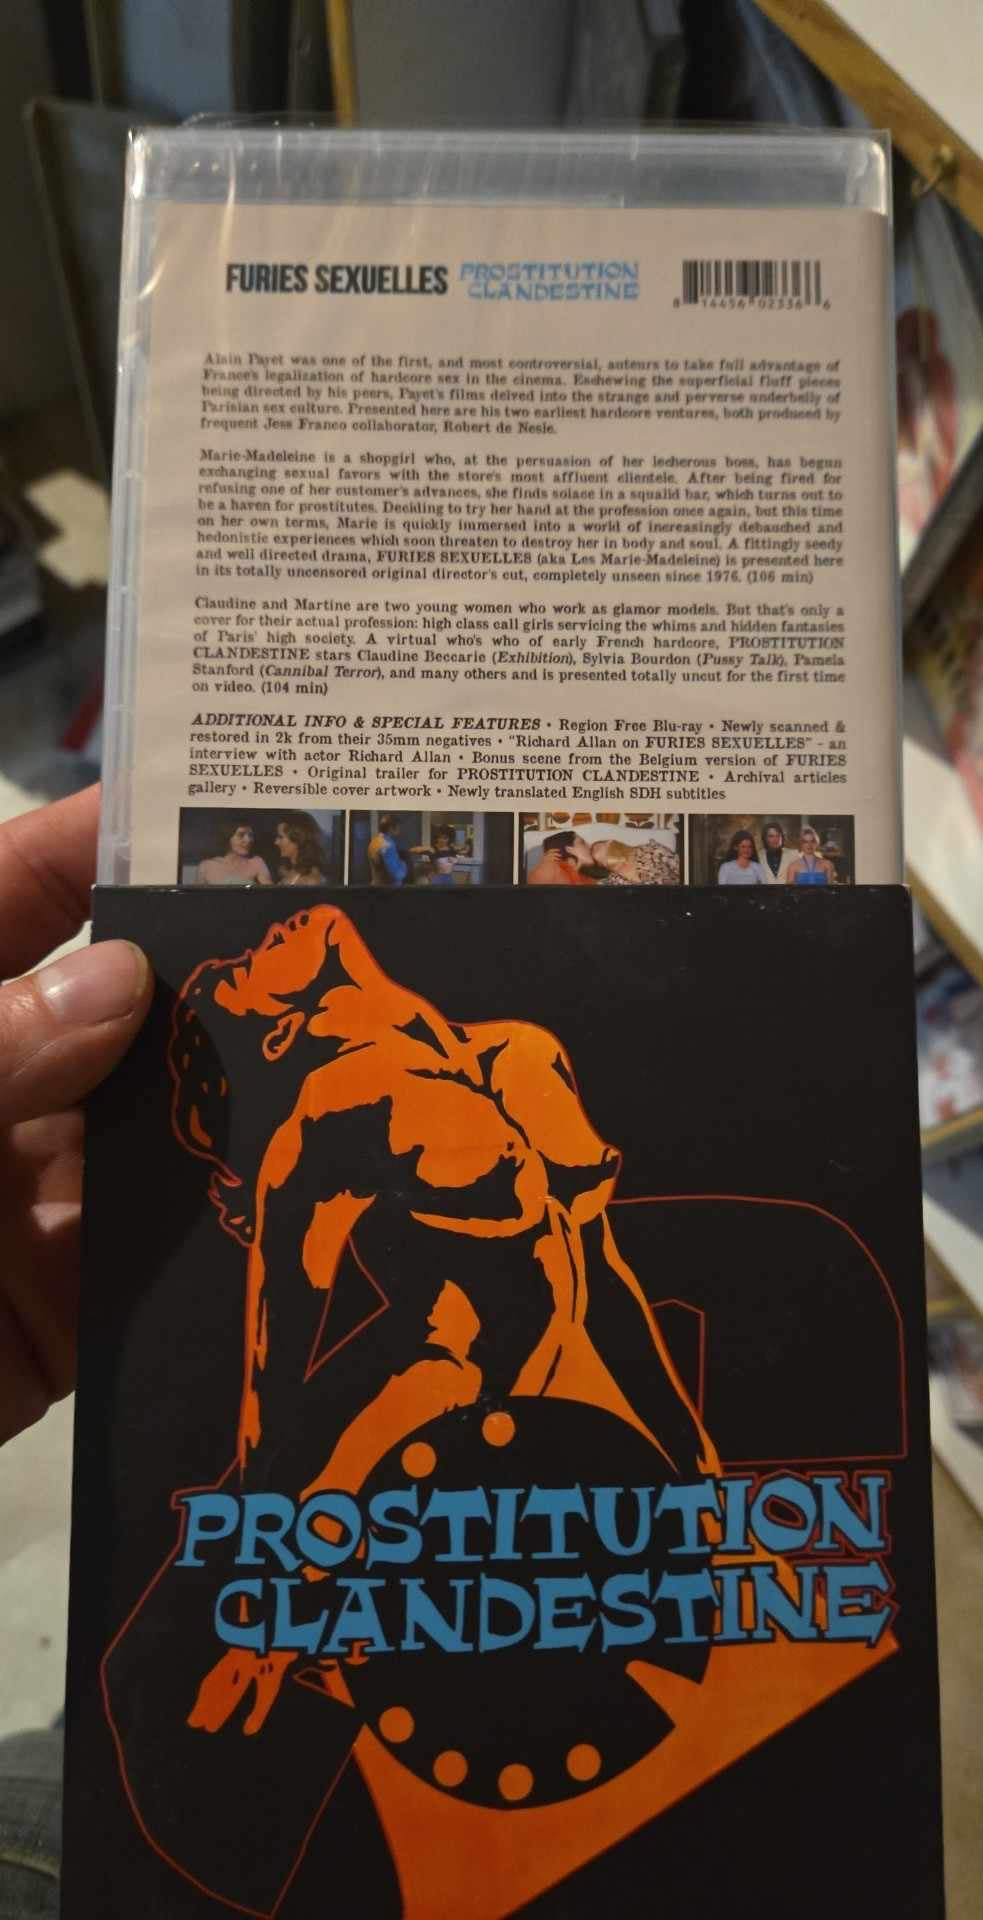 FURIES SEXUELLES PROSTITUTION
CLANDESTINE
8 14456 02336 6
Alain Payet was one of the first, and most controversial, auteurs to take full advantage of
France's legalization of hardcore sex in the cinema. Eschewing the superficial fluff pieces
being directed by his peers, Payet's films delved into the strange and perverse underbelly of
Parisian sex culture. Presented here are his two earliest hardcore ventures, both produced by
frequent Jess Franco collaborator, Robert de Nesle.
Marie-Madeleine is a shopgirl who, at the persuasion of her lecherous boss, has begun
exchanging sexual favors with the store's most affluent clientele. After being fired for
refusing one of her customer's advances, she finds solace in a squalid bar, which turns out to
be a haven for prostitutes. Deciding to try her hand at the profession once again, but this time
on her own terms, Marie is quickly immersed into a world of increasingly debauched and
hedonistic experiences which soon threaten to destroy her in body and soul. A fittingly seedy
and well directed drama, FURIES SEXUELLES (aka Les Marie-Madeleine) is presented here
in its totally uncensored original director's cut, completely unseen since 1976. (106 min)
Claudine and Martine are two young women who work as glamor models. But that's only a
cover for their actual profession: high class call girls servicing the whims and hidden fantasies
of Paris' high society. A virtual who's who of early French hardcore, PROSTITUTION
CLANDESTINE stars Claudine Beccarie (Exhibition), Sylvia Bourdon (Pussy Talk), Pamela
Stanford (Cannibal Terror), and many others and is presented totally uncut for the first time
on video. (104 min)
ADDITIONAL INFO & SPECIAL FEATURES • Region Free Blu-ray • Newly scanned &
restored in 2k from their 35mm negatives • "Richard Allan on FURIES SEXUELLES" - an
interview with actor Richard Allan • Bonus scene from the Belgium version of FURIES
SEXUELLES • Original trailer for PROSTITUTION CLANDESTINE • Archival articles
gallery • Reversible cover artwork • Newly translated English SDH subtitles
PROSTITUTION
CLANDESTINE